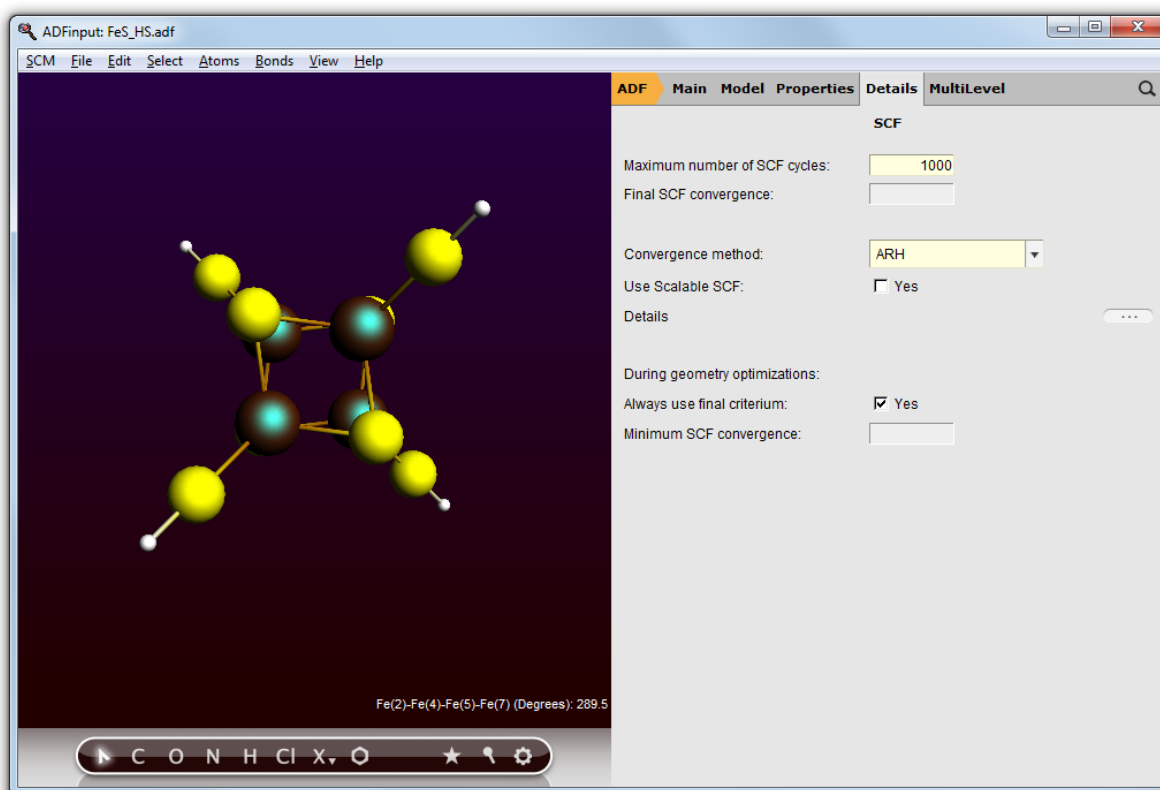 ADFinput: FeS_HS.adf
SCM File Edit Select Atoms Bonds View Help
ADF Main Model Properties Details MultiLevel
SCF
Maximum number of SCF cycles: 1000
Final SCF convergence:
Convergence method: ARH
Use Scalable SCF: Yes
Details ...
During geometry optimizations:
Always use final criterium: Yes
Minimum SCF convergence:
Fe(2)-Fe(4)-Fe(5)-Fe(7) (Degrees): 289.5
C O N H Cl X